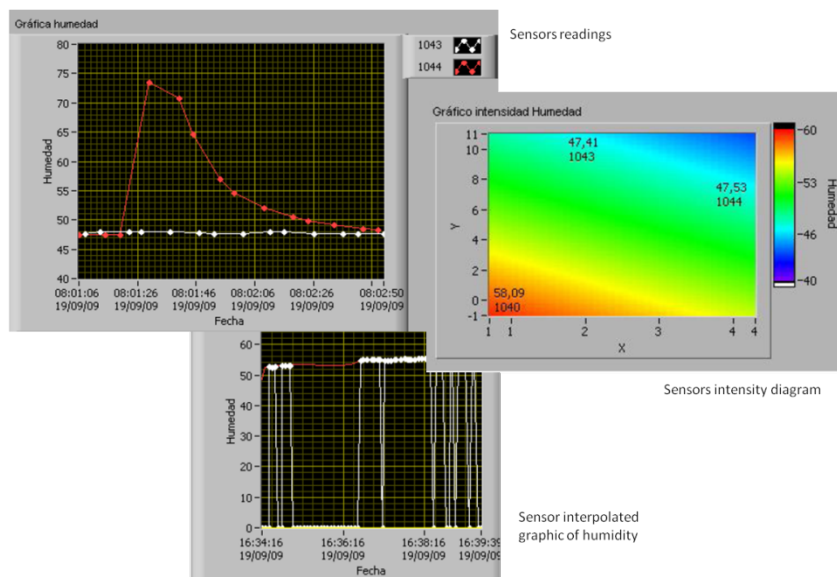 Gráfica humedad
Sensors readings
1043
1044
80
75
70
65
60
55
50
45
40
Humedad
08:01:06 08:01:26 08:01:46 08:02:06 08:02:26 08:02:50
19/09/09 19/09/09 19/09/09 19/09/09 19/09/09 19/09/09
Fecha
Gráfico intensidad Humedad
11
10
8
6
4
2
0
-1
Y
47,41
1043
47,53
1044
58,09
1040
1 1 2 3 4 4
X
60
53
46
40
Humedad
Sensors intensity diagram
60
50
40
30
20
10
0
Humedad
16:34:16 16:36:16 16:38:16 16:39:39
19/09/09 19/09/09 19/09/09 19/09/09
Fecha
Sensor interpolated
graphic of humidity